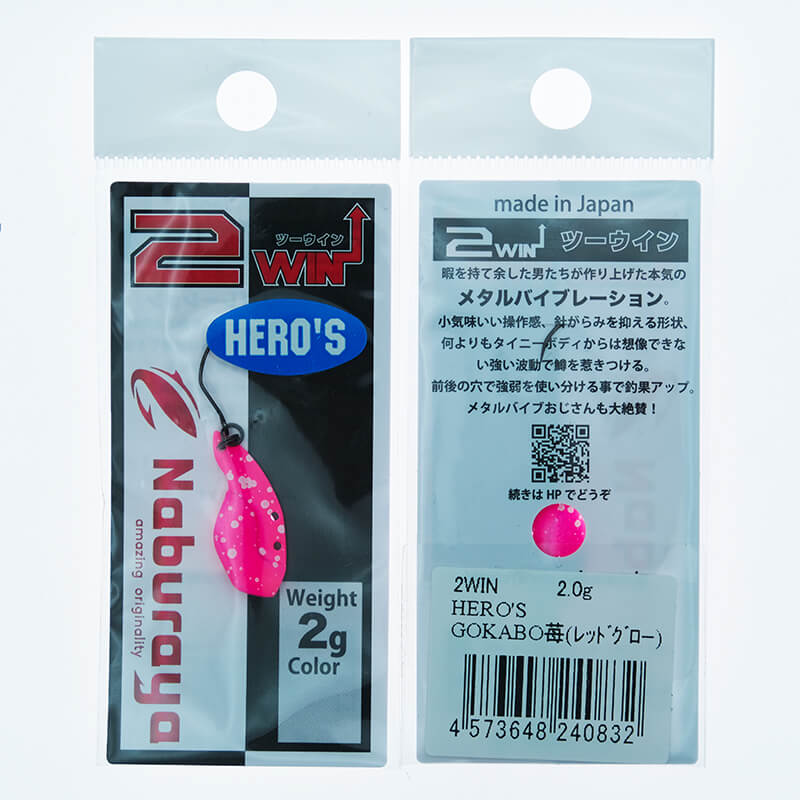 2WIN
ツーウイン
HERO'S
Naburaya
amazing originality
Weight
2g
Color
made in Japan
2WIN ツーウイン
暇を持て余した男たちが作り上げた本気の
メタルバイブレーション。
小気味いい操作感、針がらみを抑える形状、
何よりもタイニーボディからは想像できな
い強い波動で鱒を惹きつける。
前後の穴で強弱を使い分ける事で釣果アップ。
メタルバイブおじさんも大絶賛！
続きは HP でどうぞ
2WIN 2.0g
HERO'S
GOKABO苺(ﾚｯﾄﾞｸﾞﾛｰ)
4 573648 240832